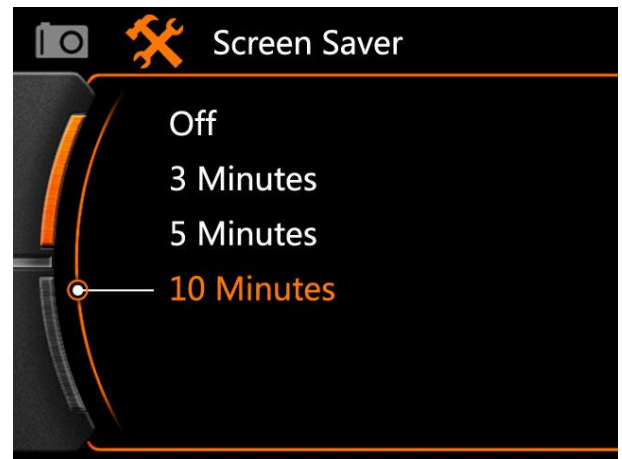 Screen Saver
Off
3 Minutes
5 Minutes
10 Minutes